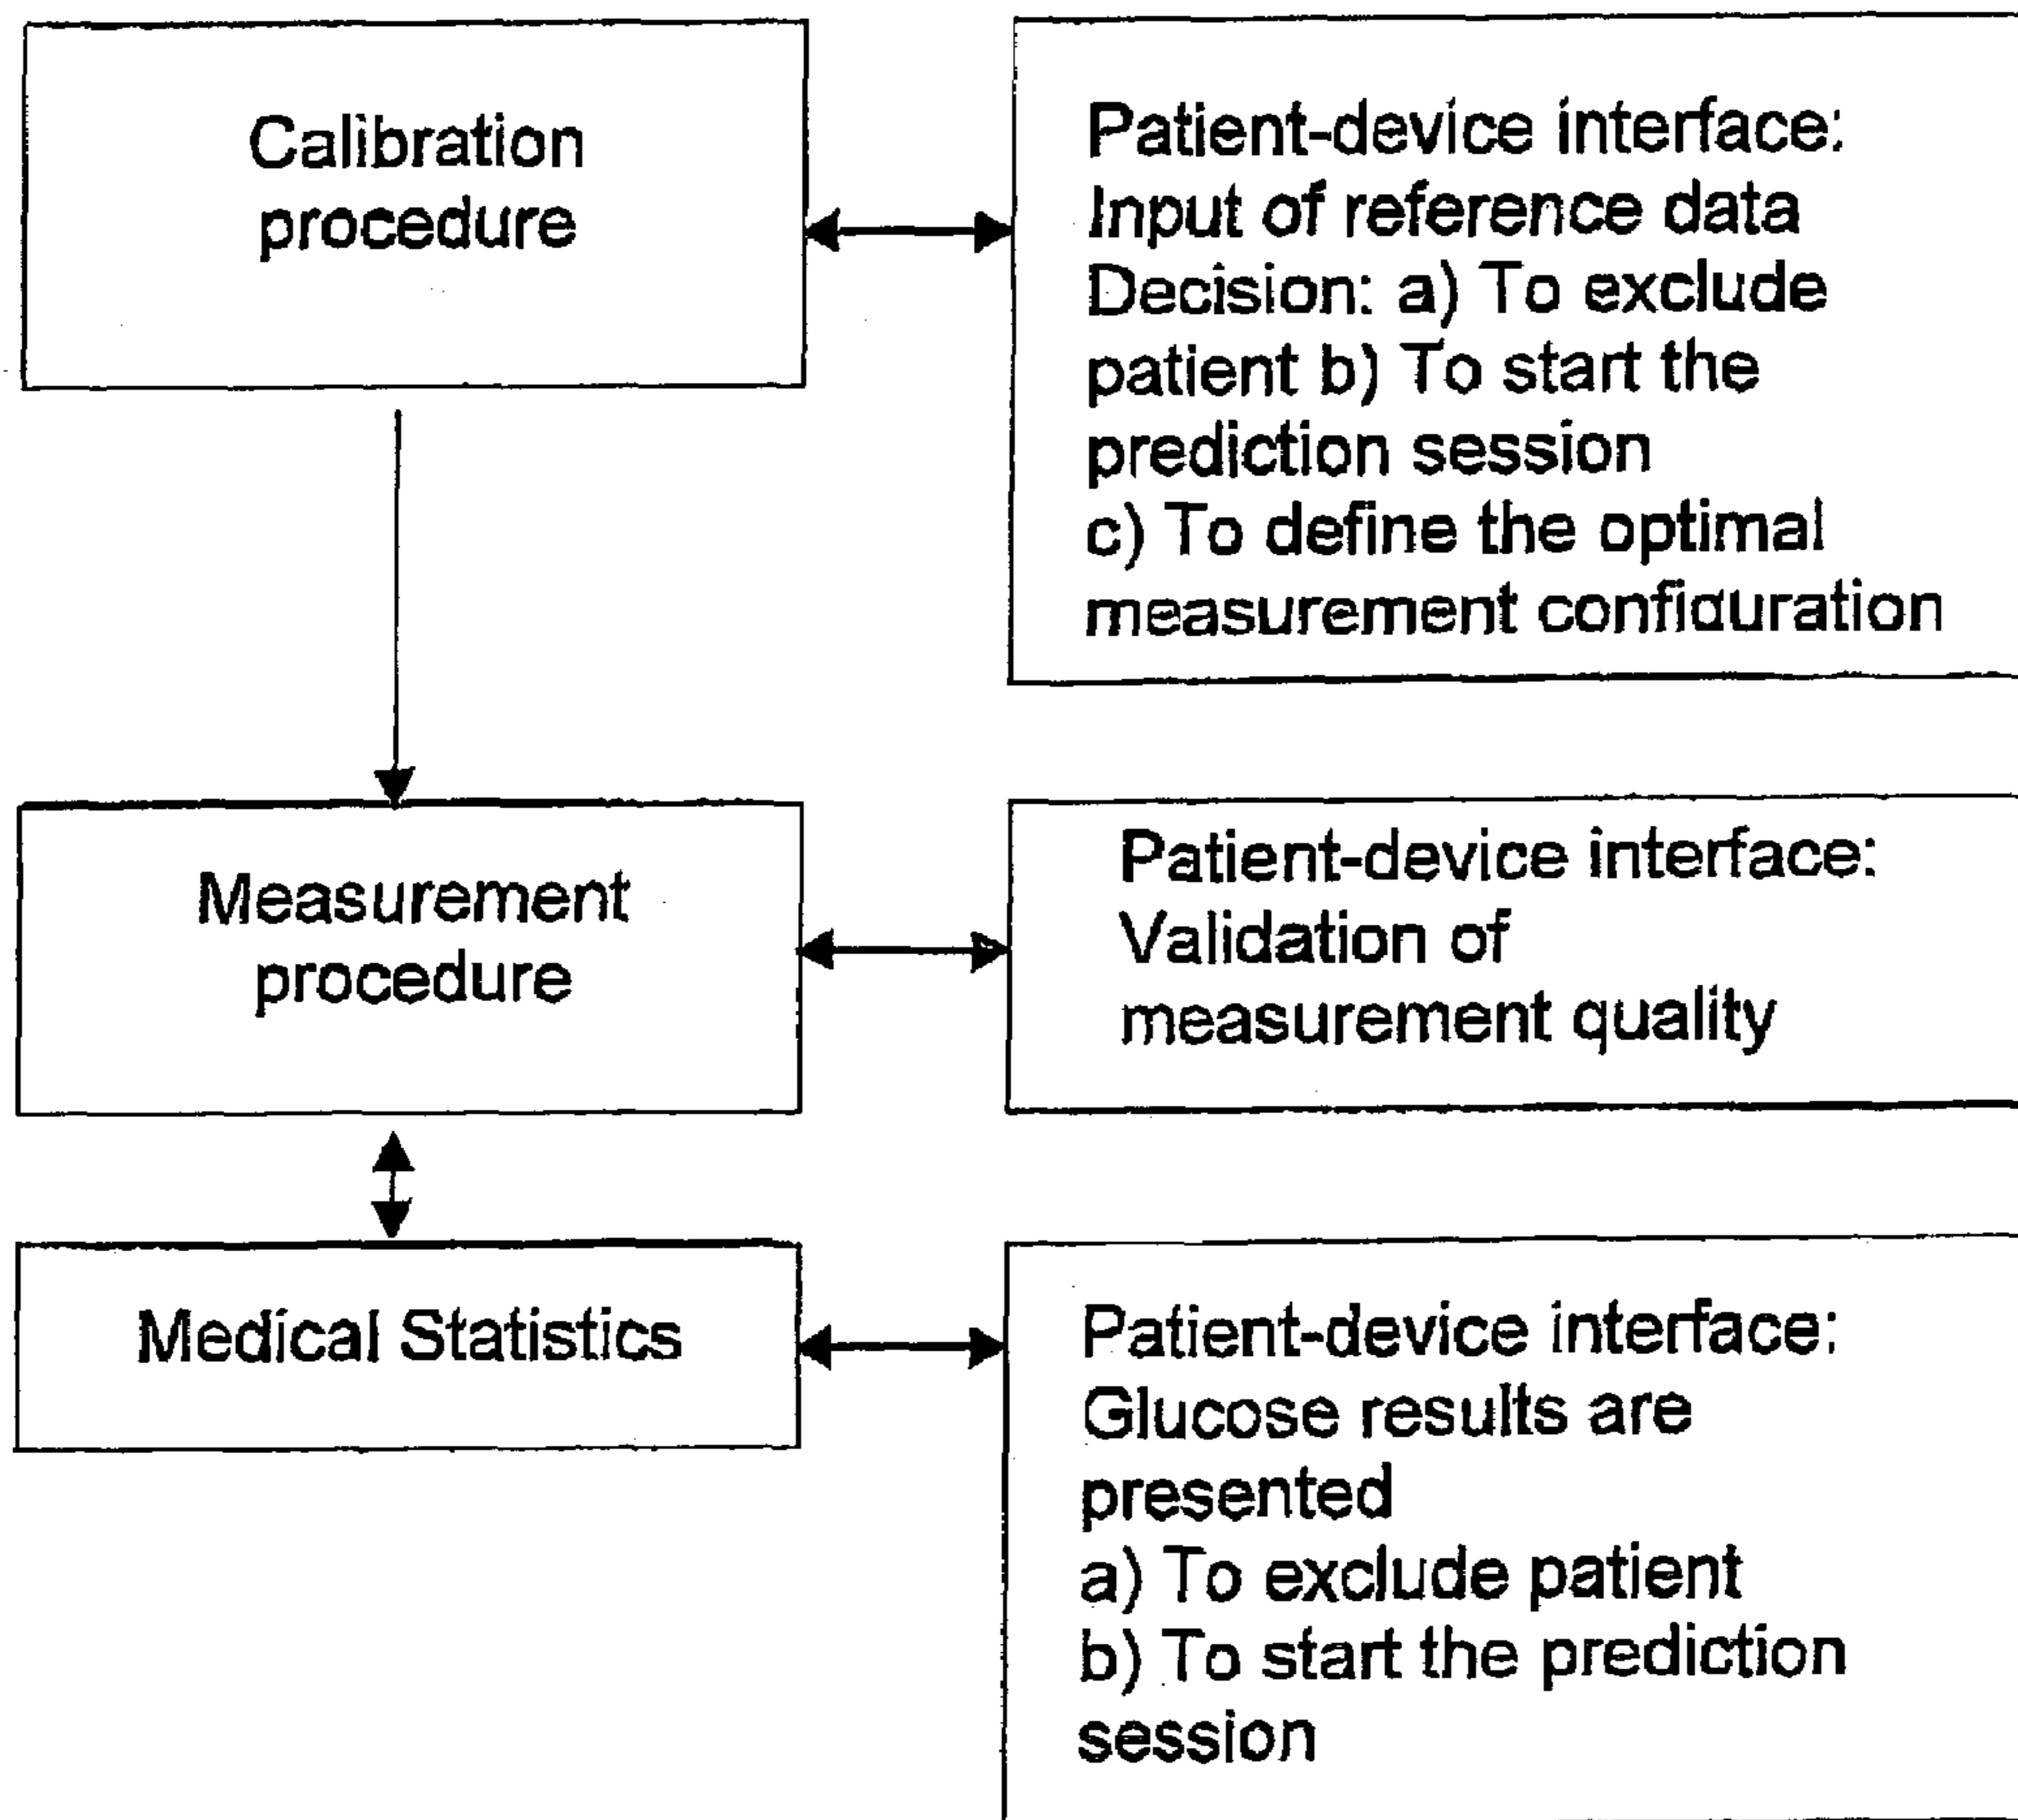 Calibration
procedure
Patient-device interface:
Input of reference data
Decision: a) To exclude
patient b) To start the
prediction session
c) To define the optimal
measurement configuration
Measurement
procedure
Patient-device interface:
Validation of
measurement quality
Medical Statistics
Patient-device interface:
Glucose results are
presented
a) To exclude patient
b) To start the prediction
session